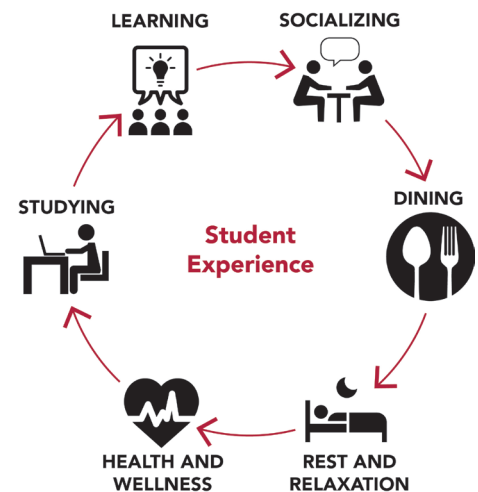 LEARNING
SOCIALIZING
DINING
STUDYING
Student
Experience
HEALTH AND
WELLNESS
REST AND
RELAXATION